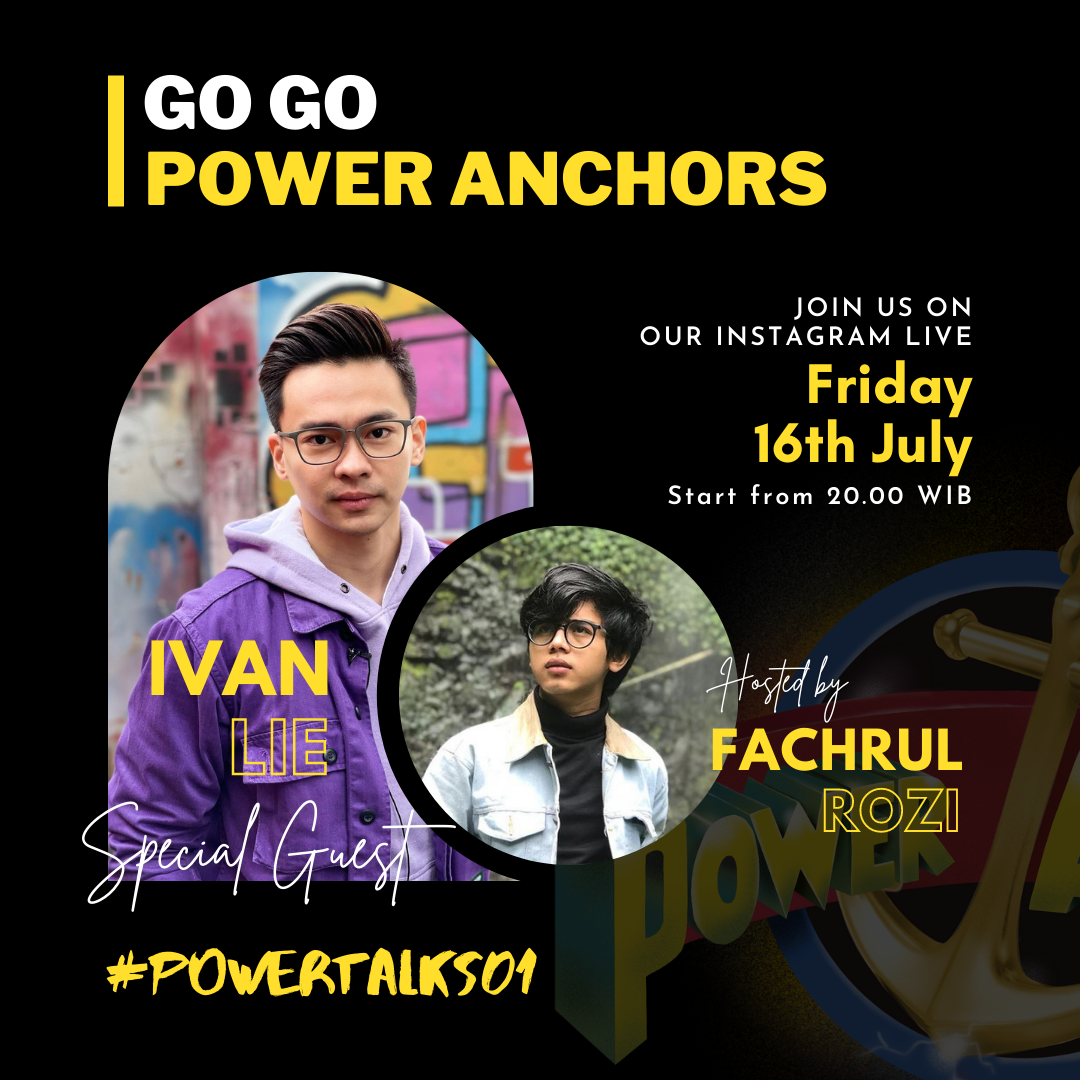 GO GO
POWER ANCHORS
JOIN US ON
OUR INSTAGRAM LIVE
Friday
16th July
Start from 20.00 WIB
IVAN
LIE
Special Guest
Hosted by
FACHRUL
ROZI
POWER
#POWERTALKS01